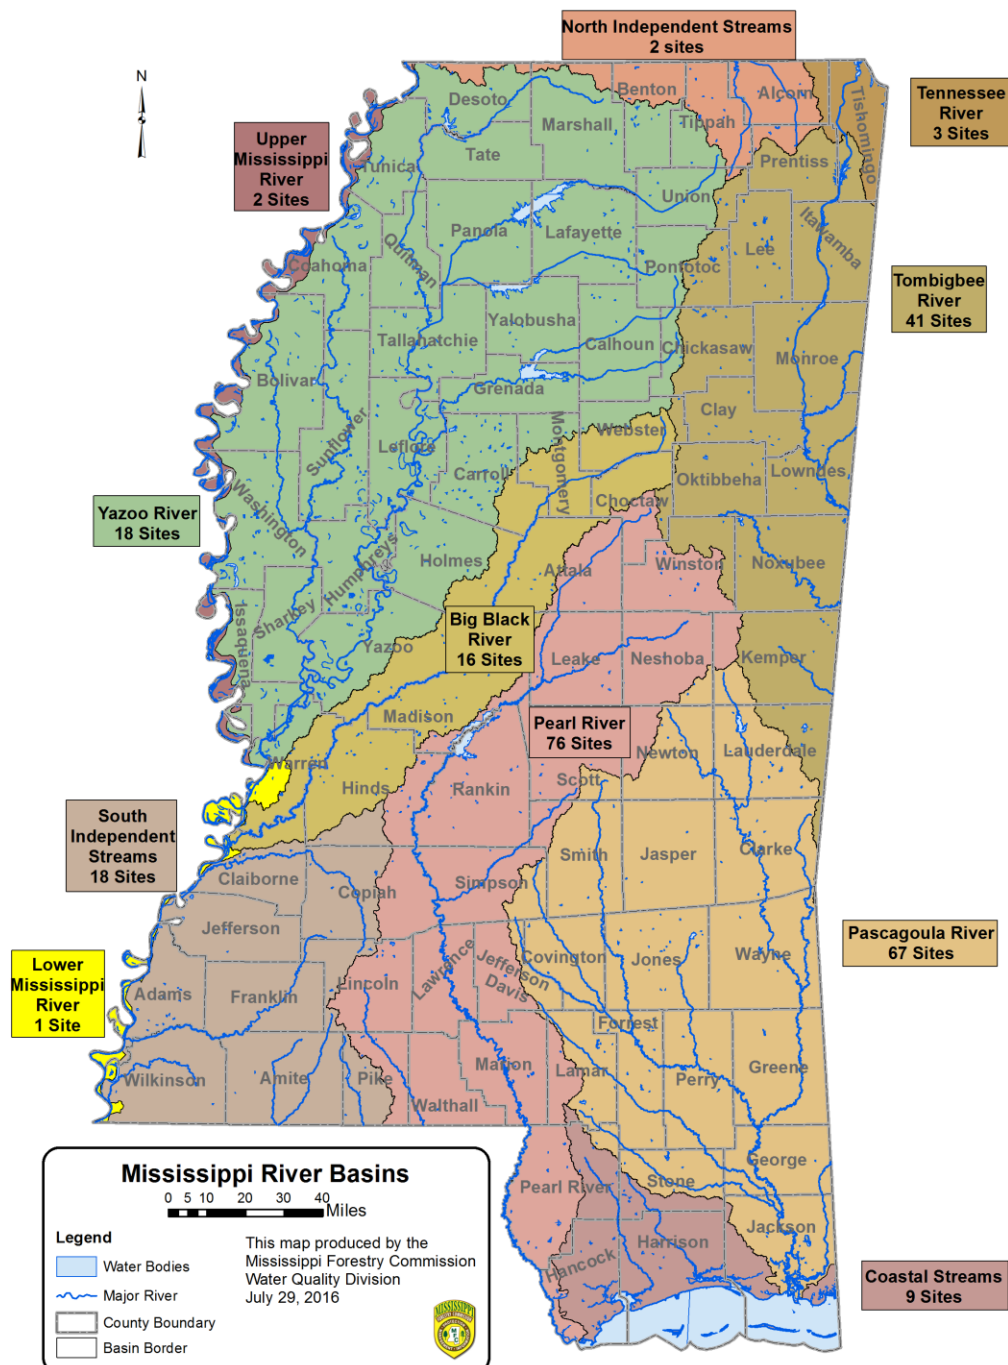 North Independent Streams
2 sites
N
Tennessee
River
3 Sites
Upper
Mississippi
River
2 Sites
Desoto
Benton
Alcorn
Tishomingo
Marshall
Tippah
Tunica
Tate
Prentiss
Union
Itawamba
Panola
Lafayette
Quitman
Lee
Coahoma
Pontotoc
Tombigbee
River
41 Sites
Yalobusha
Tallahatchie
Calhoun
Chickasaw
Monroe
Bolivar
Grenada
Clay
Sunflower
Montgomery
Webster
Leflore
Carroll
Oktibbeha
Lowndes
Choctaw
Washington
Yazoo River
18 Sites
Humphreys
Holmes
Attala
Winston
Noxubee
Sharkey
Issaquena
Big Black
River
16 Sites
Yazoo
Leake
Neshoba
Kemper
Madison
Pearl River
76 Sites
Newton
Lauderdale
Warren
Hinds
Rankin
Scott
South
Independent
Streams
18 Sites
Smith
Jasper
Clarke
Claiborne
Copiah
Simpson
Jefferson
Pascagoula River
67 Sites
Lawrence
Jefferson
Davis
Covington
Jones
Wayne
Lower
Mississippi
River
1 Site
Adams
Franklin
Lincoln
Forrest
Wilkinson
Amite
Pike
Marion
Lamar
Perry
Greene
Walthall
George
Pearl River
Stone
Jackson
Harrison
Hancock
Coastal Streams
9 Sites
Mississippi River Basins
0 5 10 20 30 40
Miles
Legend
Water Bodies
Major River
County Boundary
Basin Border
This map produced by the
Mississippi Forestry Commission
Water Quality Division
July 29, 2016
MISSISSIPPI